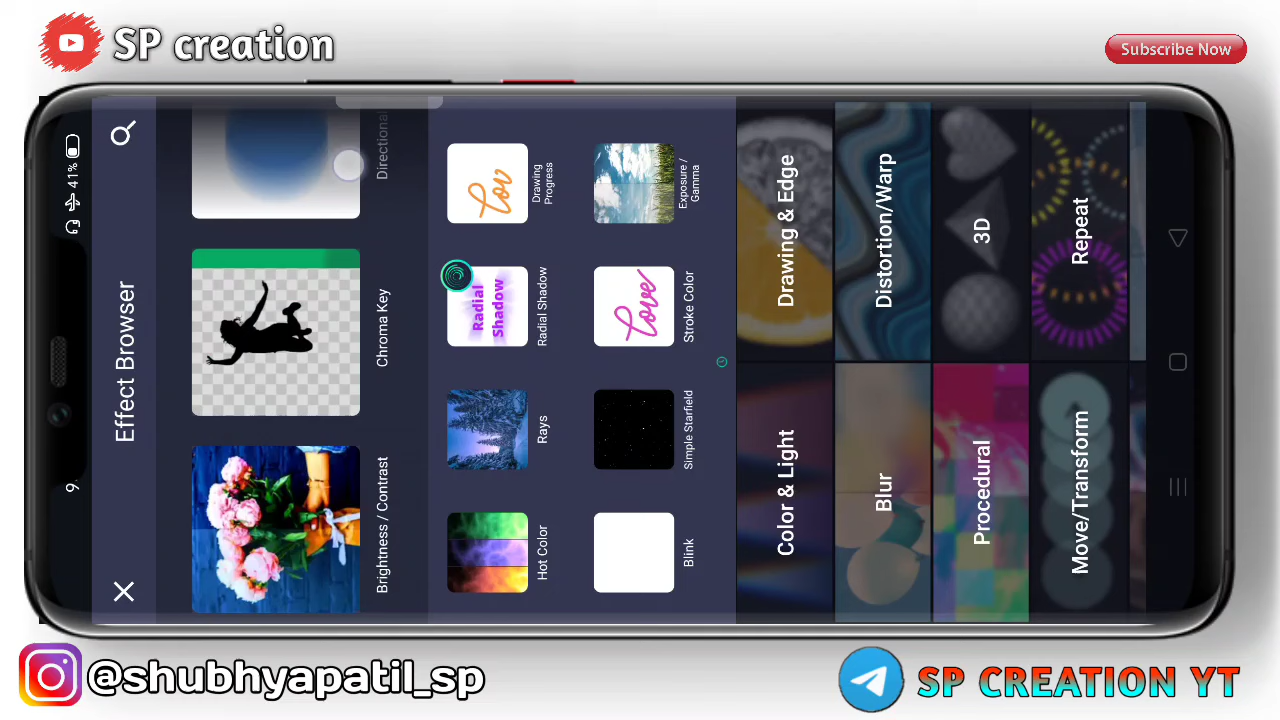 SP creation
Subscribe Now
41%
9
Effect Browser
Brightness / Contrast
Chroma Key
Directional
Hot Color
Rays
Radial
Shadow
Radial Shadow
lov
Drawing
Progress
Blink
Simple Starfield
love
Stroke Color
Exposure /
Gamma
Color & Light
Drawing & Edge
Blur
Distortion/Warp
Procedural
3D
Move/Transform
Repeat
@shubhyapatil_sp
SP CREATION YT